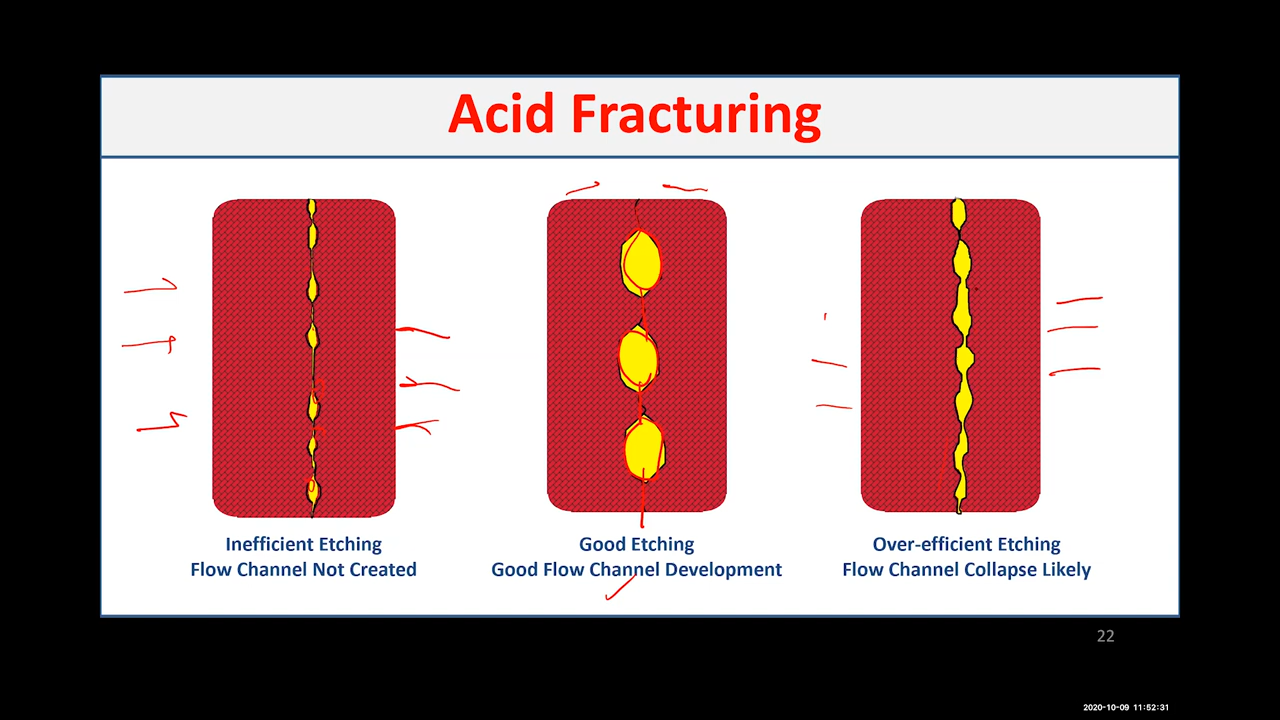 Acid Fracturing
Inefficient Etching
Flow Channel Not Created
Good Etching
Good Flow Channel Development
Over-efficient Etching
Flow Channel Collapse Likely
22
2020-10-09 11:52:31